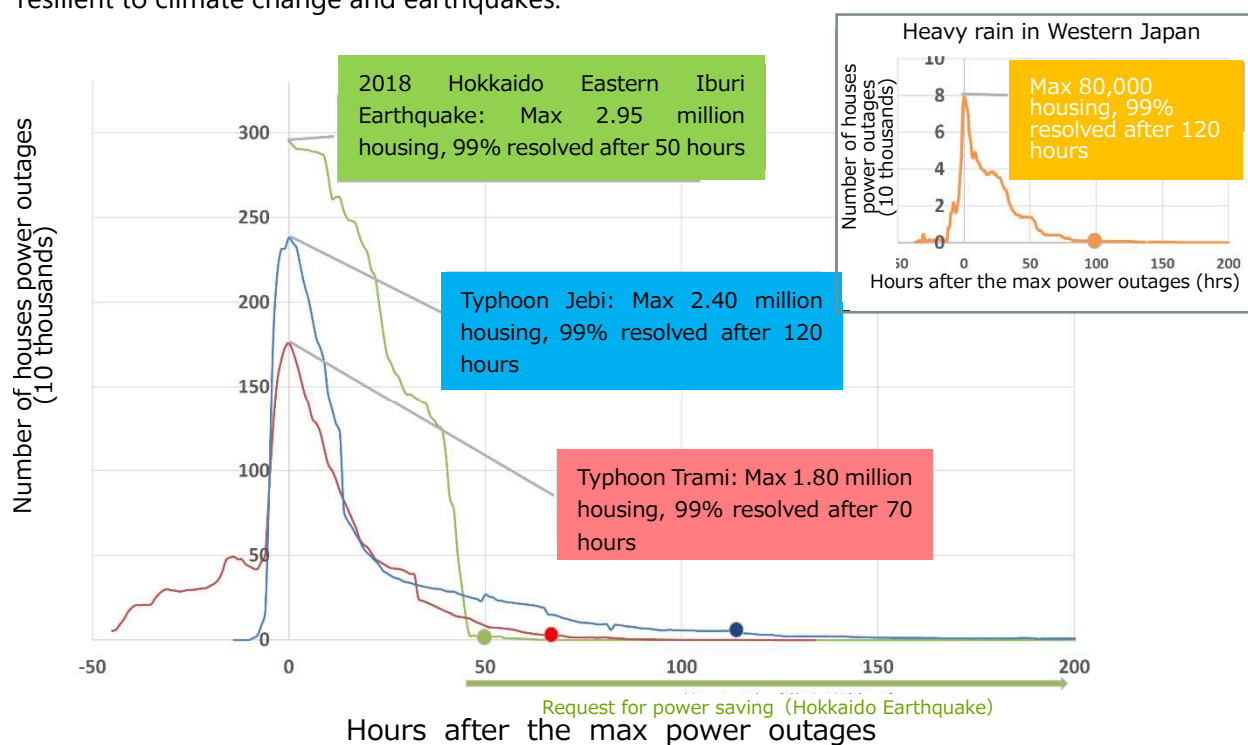 resilient to climate change and earthquakes.
Heavy rain in Western Japan
Number of houses
power outages
(10 thousands)
10
8
6
4
2
0
Max 80,000
housing, 99%
resolved after 120
hours
50
0
50
100
150
200
Hours after the max power outages (hrs)
2018 Hokkaido Eastern Iburi
Earthquake: Max 2.95 million
housing, 99% resolved after 50 hours
Typhoon Jebi: Max 2.40 million
housing, 99% resolved after 120
hours
Typhoon Trami: Max 1.80 million
housing, 99% resolved after 70
hours
Number of houses power outages
(10 thousands)
300
250
200
150
100
50
0
-50
0
50
100
150
200
Request for power saving（Hokkaido Earthquake）
Hours after the max power outages